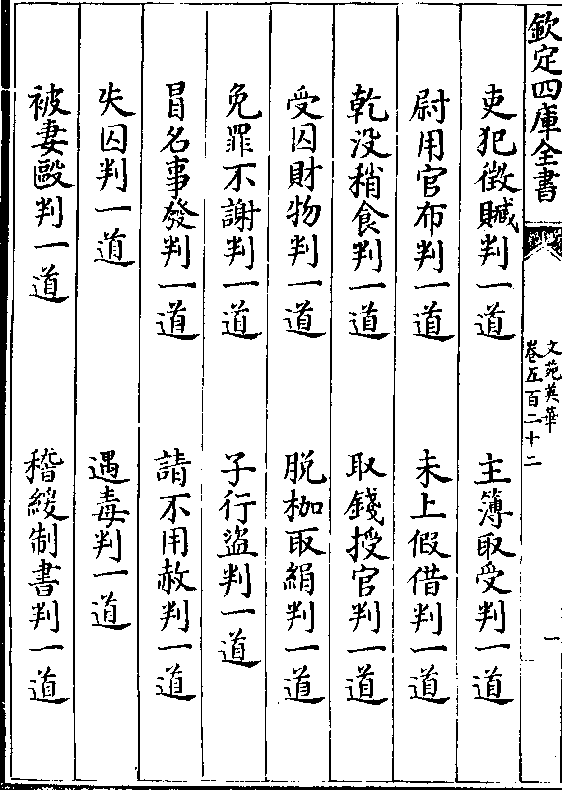 欽定四庫全書
文苑英華
卷五百二十二
一
吏犯徴贓判一道
主簿取受判一道
尉用官布判一道
未上假借判一道
乾没稍食判一道
取錢授官判一道
受囚財物判一道
脱枷取絹判一道
免罪不謝判一道
子行盜判一道
冒名事發判一道
請不用赦判一道
失囚判一道
遇毒判一道
被妻毆判一道
稽緩制書判一道